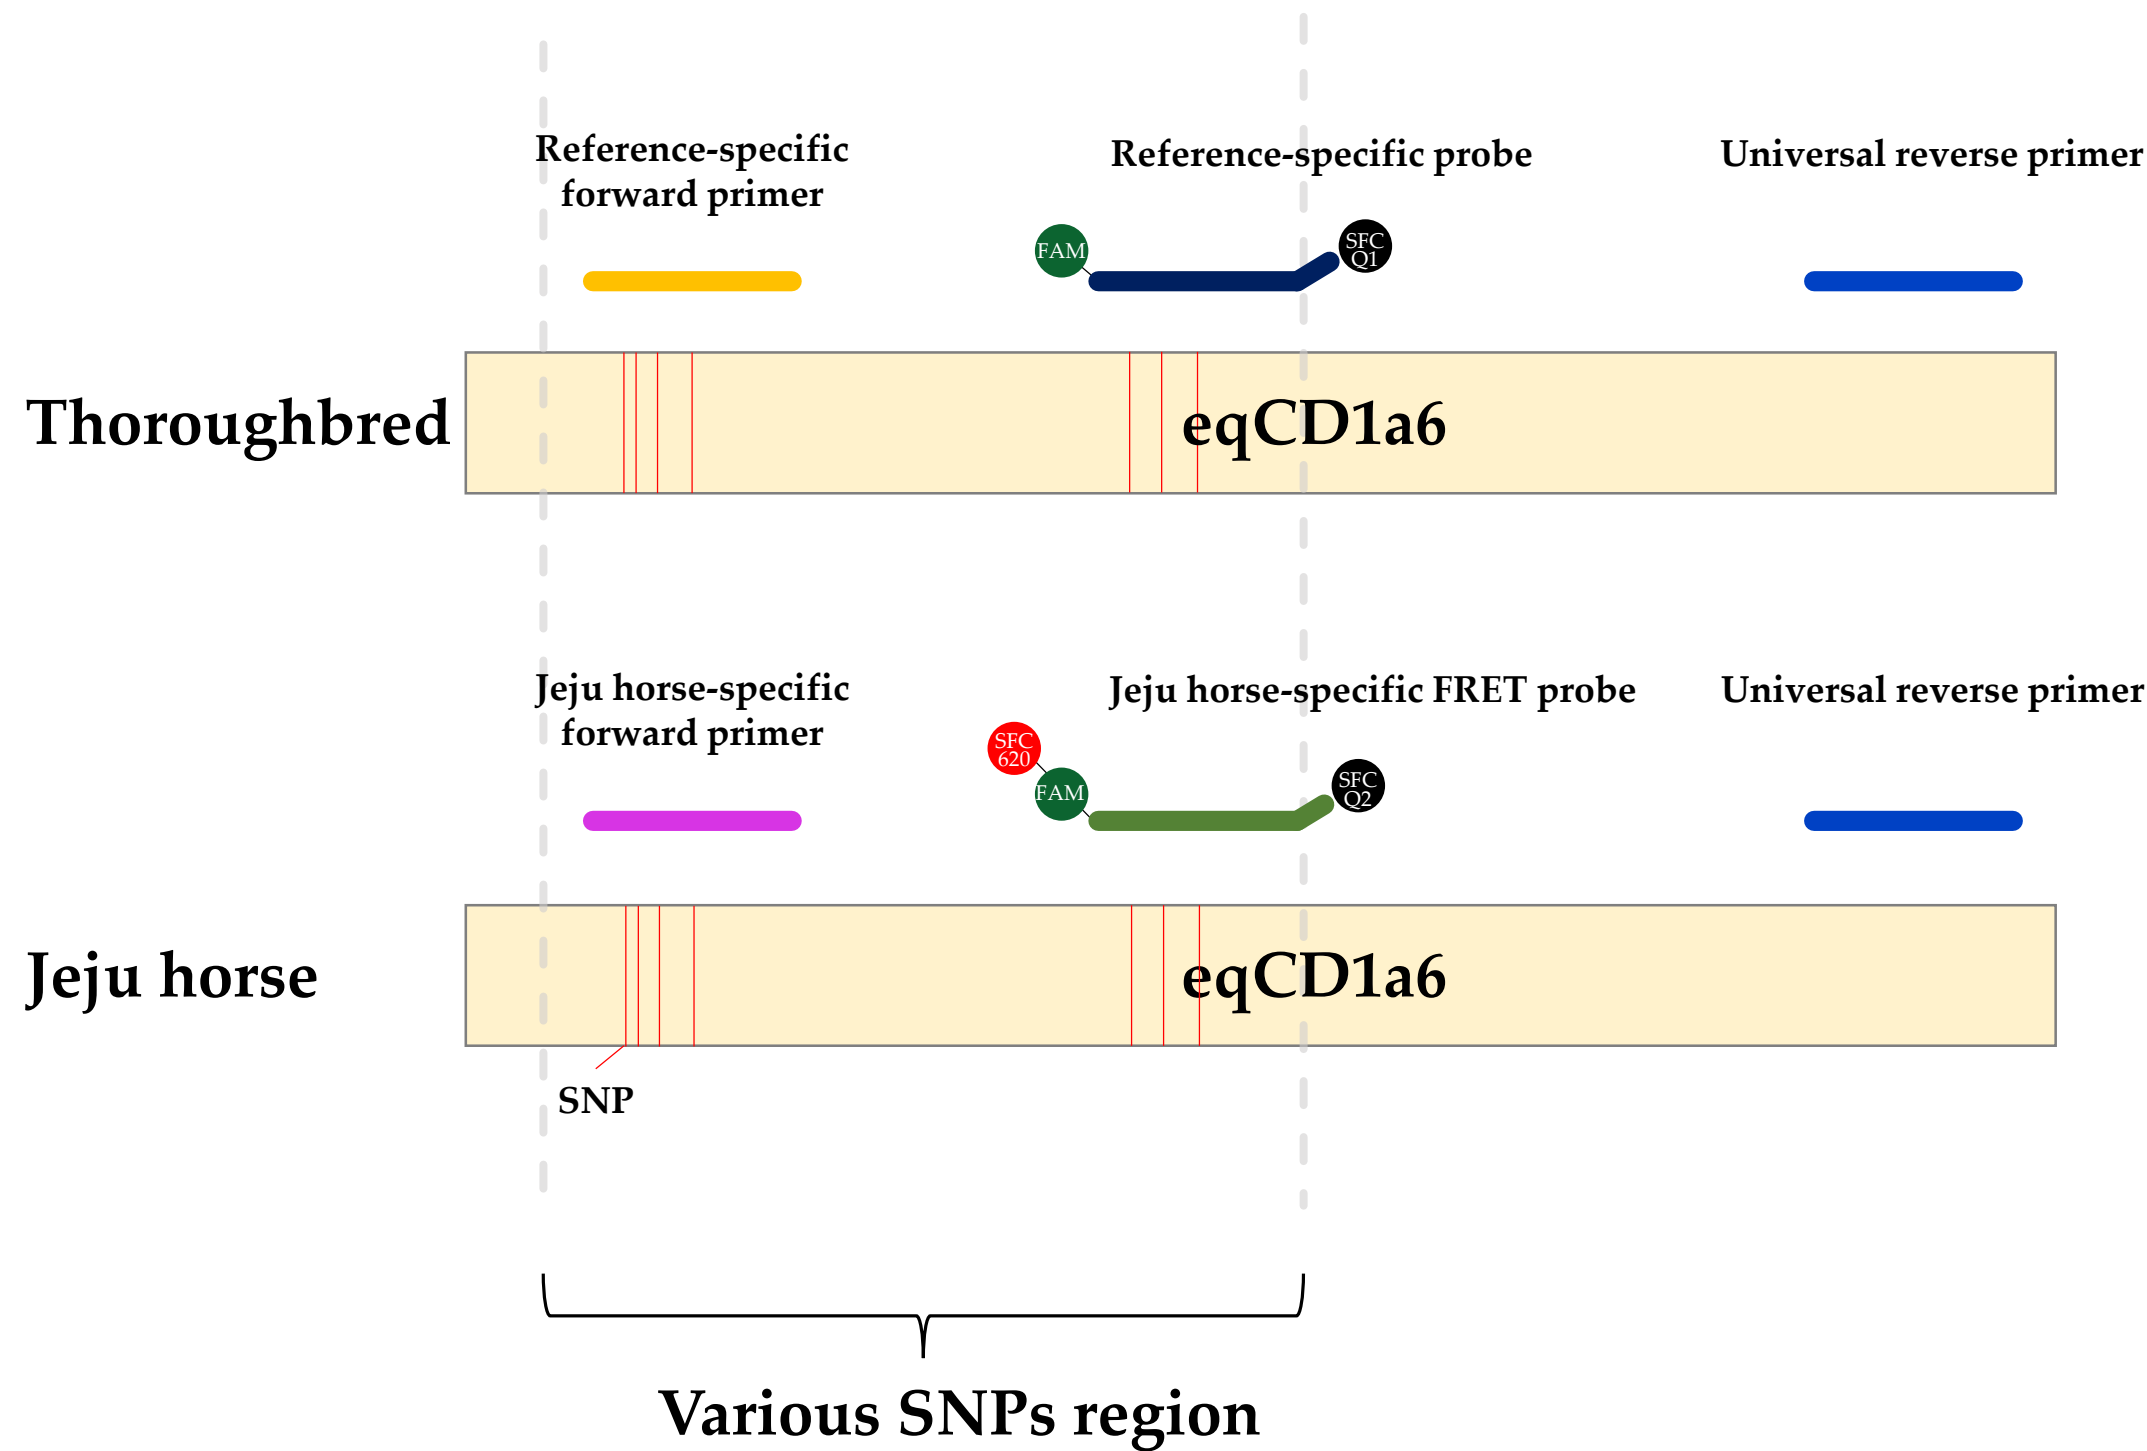 Reference-specific
forward primer
Reference-specific probe
Universal reverse primer
FAM
SFC
Q1
Thoroughbred
eqCD1a6
Jeju horse-specific
forward primer
Jeju horse-specific FRET probe
Universal reverse primer
SFC
620
FAM
SFC
Q2
Jeju horse
eqCD1a6
SNP
Various SNPs region